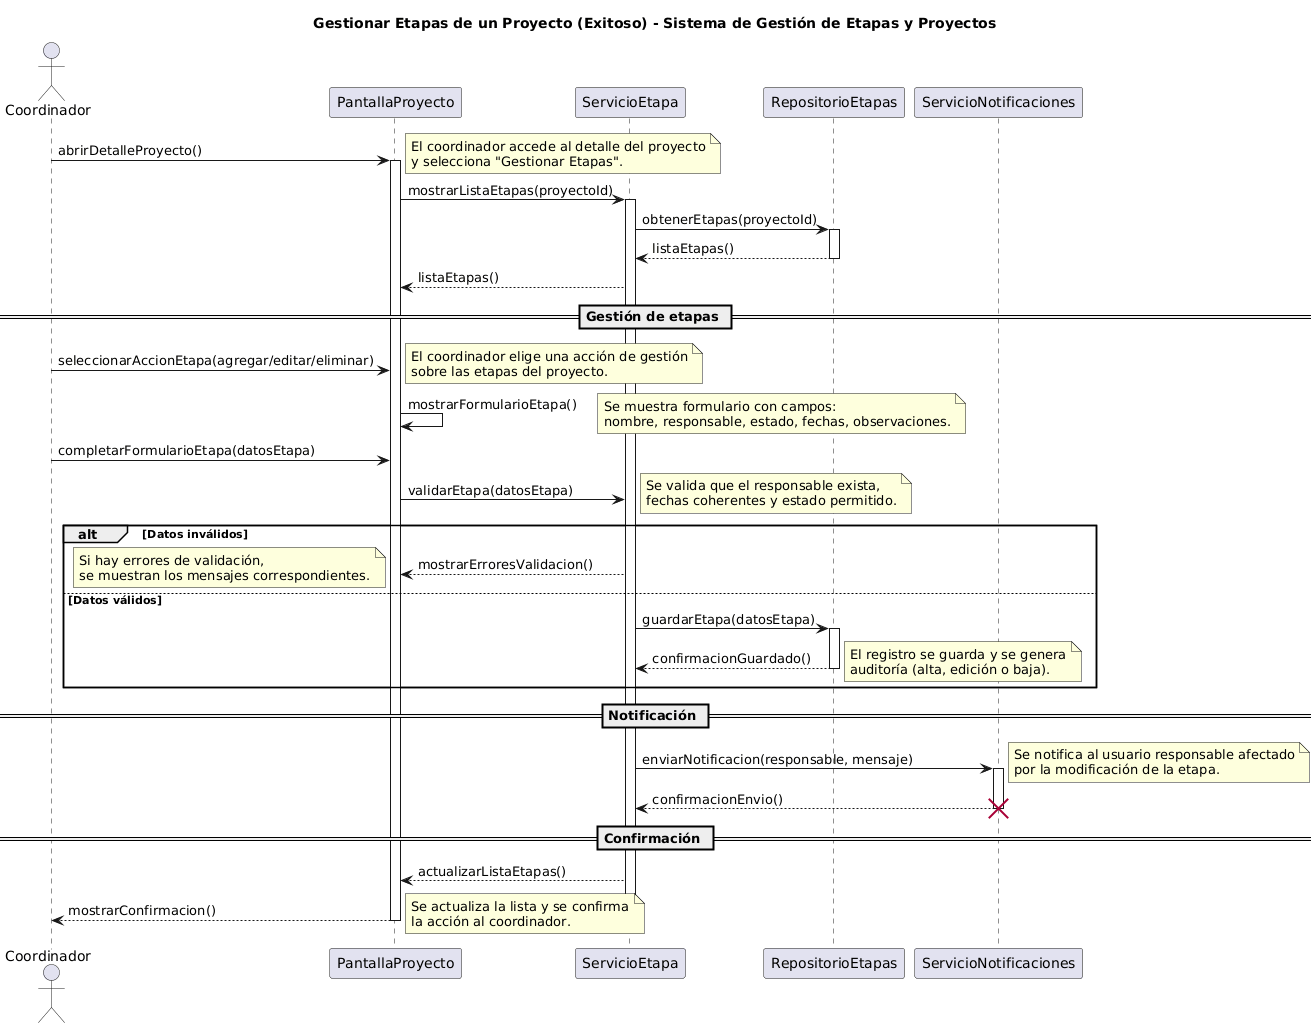 Gestionar Etapas de un Proyecto (Exitoso) - Sistema de Gestión de Etapas y Proyectos
Coordinador
PantallaProyecto
ServicioEtapa
RepositorioEtapas
ServicioNotificaciones
abrirDetalleProyecto()
El coordinador accede al detalle del proyecto
y selecciona "Gestionar Etapas".
mostrarListaEtapas(proyectoId)
obtenerEtapas(proyectoId)
listaEtapas()
listaEtapas()
Gestión de etapas
seleccionarAccionEtapa(agregar/editar/eliminar)
El coordinador elige una acción de gestión
sobre las etapas del proyecto.
mostrarFormularioEtapa()
Se muestra formulario con campos:
nombre, responsable, estado, fechas, observaciones.
completarFormularioEtapa(datosEtapa)
validarEtapa(datosEtapa)
Se valida que el responsable exista,
fechas coherentes y estado permitido.
alt
[Datos inválidos]
Si hay errores de validación,
se muestran los mensajes correspondientes.
mostrarErroresValidacion()
[Datos válidos]
guardarEtapa(datosEtapa)
confirmacionGuardado()
El registro se guarda y se genera
auditoría (alta, edición o baja).
Notificación
enviarNotificacion(responsable, mensaje)
Se notifica al usuario responsable afectado
por la modificación de la etapa.
confirmacionEnvio()
Confirmación
actualizarListaEtapas()
mostrarConfirmacion()
Se actualiza la lista y se confirma
la acción al coordinador.
Coordinador
PantallaProyecto
ServicioEtapa
RepositorioEtapas
ServicioNotificaciones